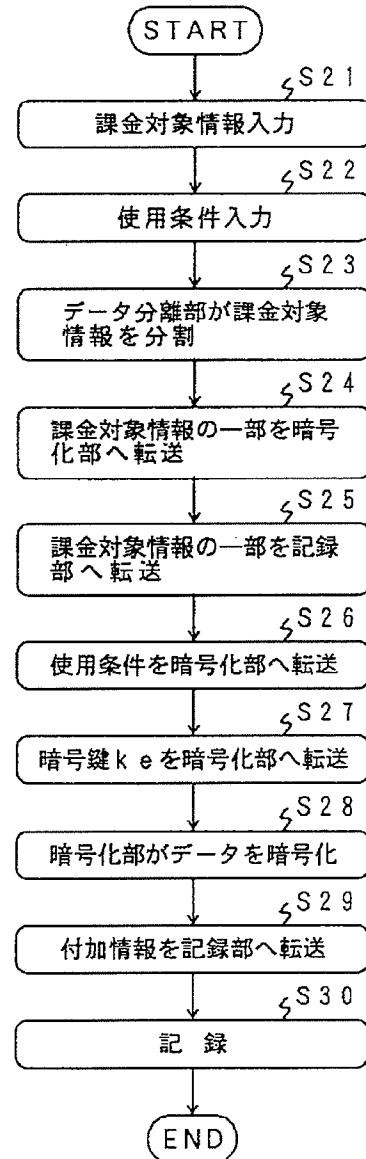 START
S21
課金対象情報入力
S22
使用条件入力
S23
データ分離部が課金対象
情報を分割
S24
課金対象情報の一部を暗号
化部へ転送
S25
課金対象情報の一部を記録
部へ転送
S26
使用条件を暗号化部へ転送
S27
暗号鍵keを暗号化部へ転送
S28
暗号化部がデータを暗号化
S29
付加情報を記録部へ転送
S30
記録
END